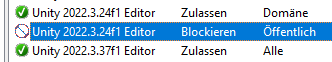 Unity 2022.3.24f1 Editor Zulassen Domäne
Unity 2022.3.24f1 Editor Blockieren Öffentlich
Unity 2022.3.37f1 Editor Zulassen Alle